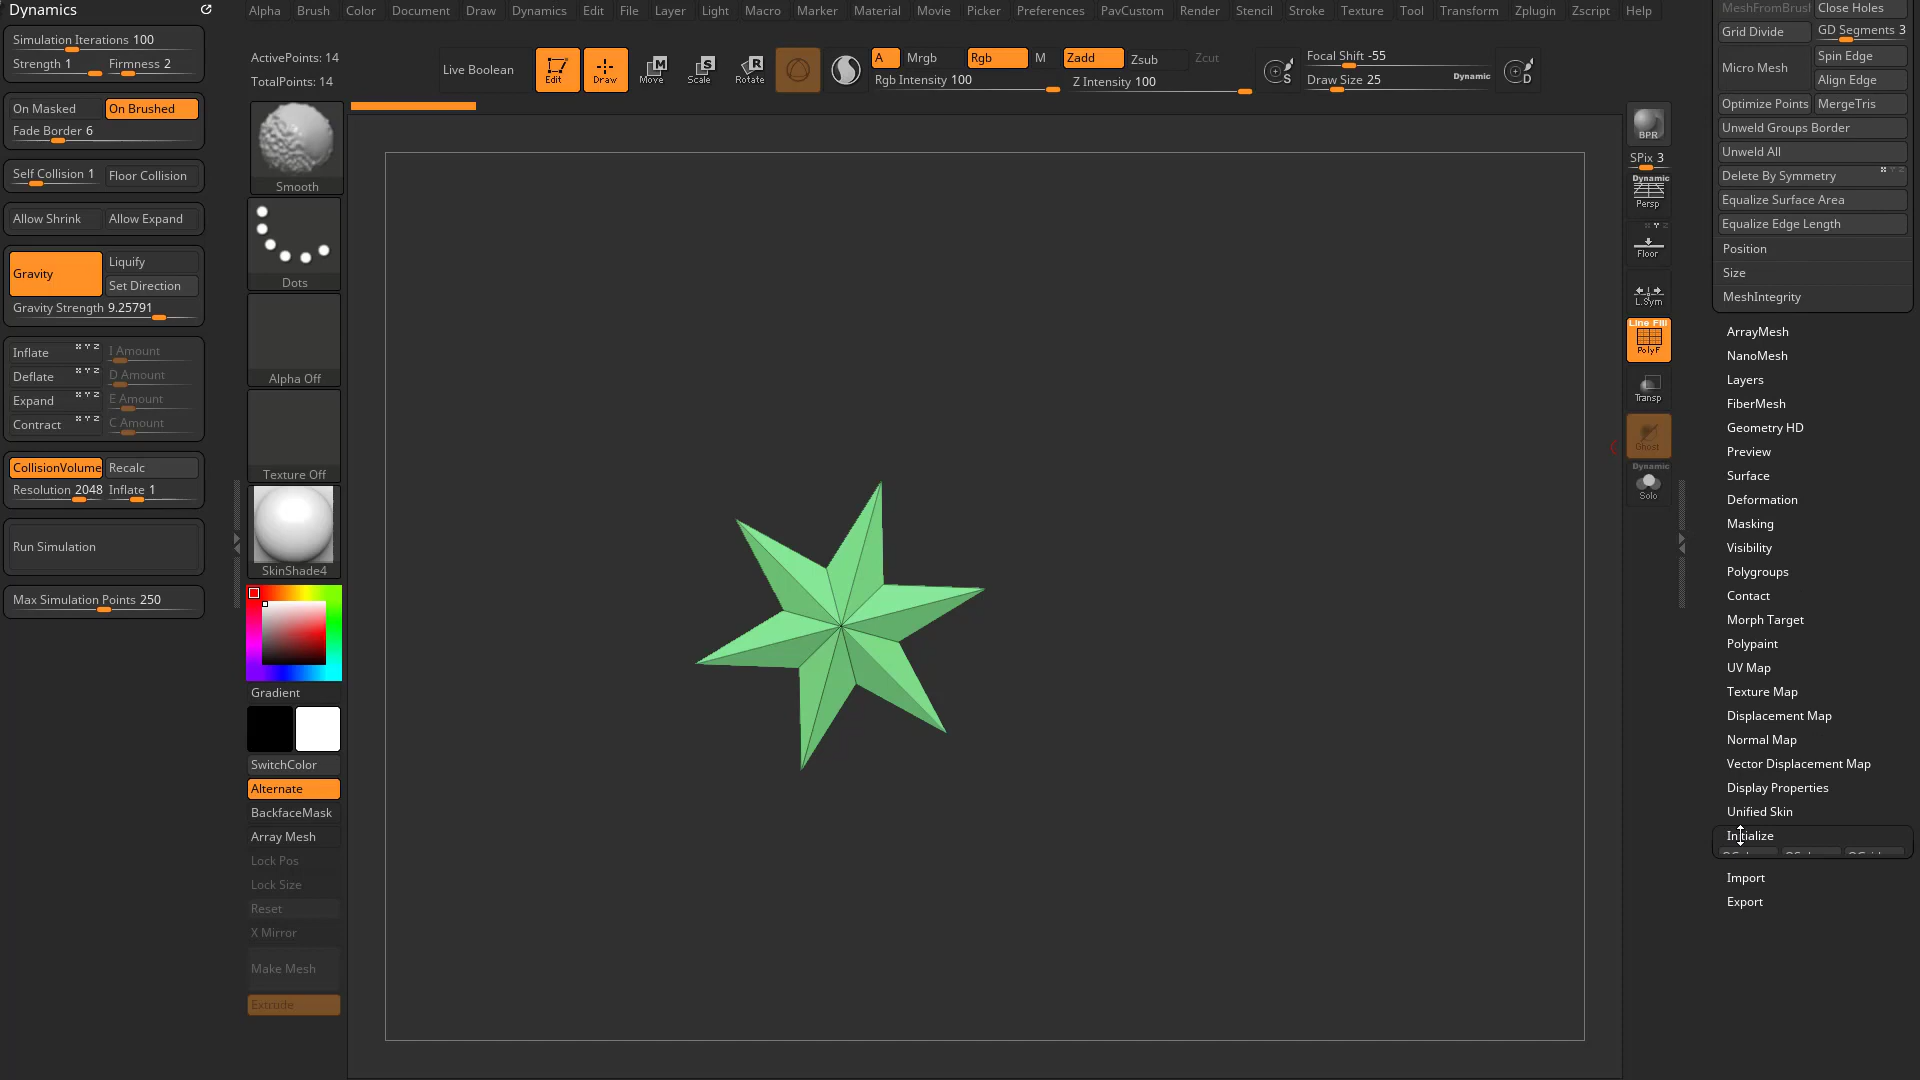 Dynamics
Simulation Iterations 100
Strength 1 Firmness 2
On Masked On Brushed
Fade Border 6
Self Collision 1 Floor Collision
Allow Shrink Allow Expand
Gravity Liquify
Set Direction
Gravity Strength 9.25791
Inflate I Amount
Deflate D Amount
Expand E Amount
Contract C Amount
CollisionVolume Recalc
Resolution 2048 Inflate 1
Run Simulation
Max Simulation Points 250
Alpha Brush Color Document Draw Dynamics Edit File Layer Light Macro Marker Material Movie Picker Preferences PavCustom Render Stencil Stroke Texture Tool Transform Zplugin Zscript Help
ActivePoints: 14
TotalPoints: 14
Live Boolean
Edit Draw Move Scale Rotate
A Mrgb Rgb M Zadd Zsub Zcut
Rgb Intensity 100 Z Intensity 100
Focal Shift -55
Draw Size 25 Dynamic
Smooth
Dots
Alpha Off
Texture Off
SkinShade4
Gradient
SwitchColor
Alternate
BackfaceMask
Array Mesh
Lock Pos
Lock Size
Reset
X Mirror
Make Mesh
Extrude
BPR
SPix 3
Dynamic
Persp
Floor
L.Sym
Line Fill
PolyF
Transp
Ghost
Dynamic
Solo
MeshFromBrush Close Holes
Grid Divide GD Segments 3
Micro Mesh Spin Edge
Align Edge
Optimize Points MergeTris
Unweld Groups Border
Unweld All
Delete By Symmetry
Equalize Surface Area
Equalize Edge Length
Position
Size
MeshIntegrity
ArrayMesh
NanoMesh
Layers
FiberMesh
Geometry HD
Preview
Surface
Deformation
Masking
Visibility
Polygroups
Contact
Morph Target
Polypaint
UV Map
Texture Map
Displacement Map
Normal Map
Vector Displacement Map
Display Properties
Unified Skin
Initialize
Import
Export